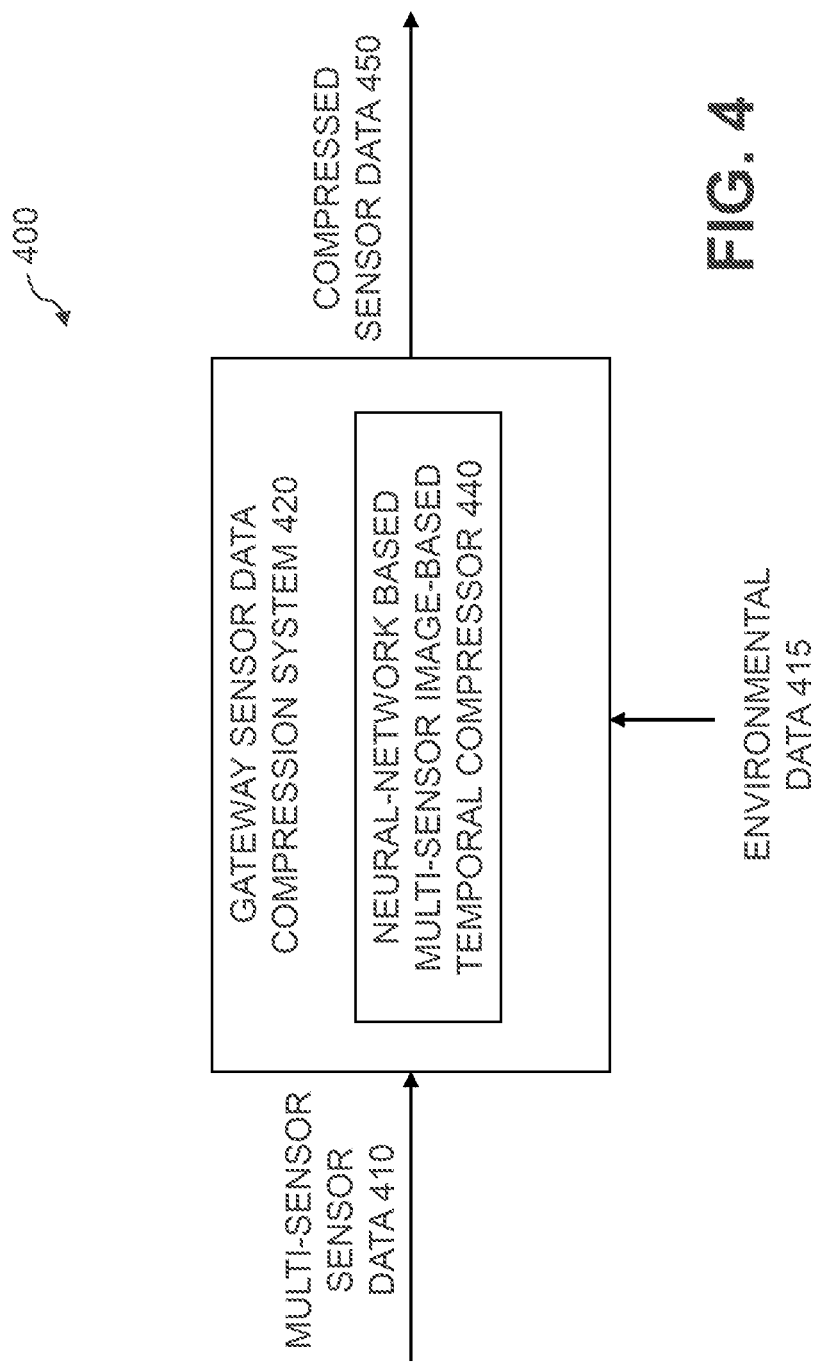 400
MULTI-SENSOR
SENSOR
DATA 410
GATEWAY SENSOR DATA
COMPRESSION SYSTEM 420
NEURAL-NETWORK BASED
MULTI-SENSOR IMAGE-BASED
TEMPORAL COMPRESSOR 440
COMPRESSED
SENSOR DATA 450
ENVIRONMENTAL
DATA 415
FIG. 4